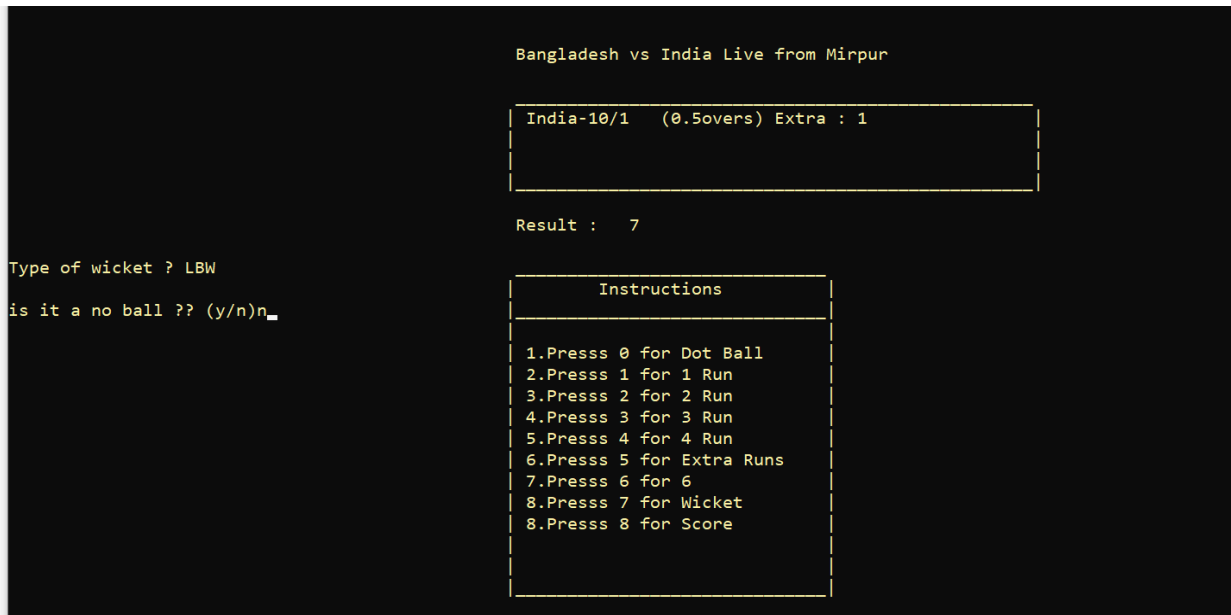 Bangladesh vs India Live from Mirpur
India-10/1 (0.5overs) Extra : 1
Result : 7
Type of wicket ? LBW
is it a no ball ?? (y/n)n
Instructions
1.Presss 0 for Dot Ball
2.Presss 1 for 1 Run
3.Presss 2 for 2 Run
4.Presss 3 for 3 Run
5.Presss 4 for 4 Run
6.Presss 5 for Extra Runs
7.Presss 6 for 6
8.Presss 7 for Wicket
8.Presss 8 for Score